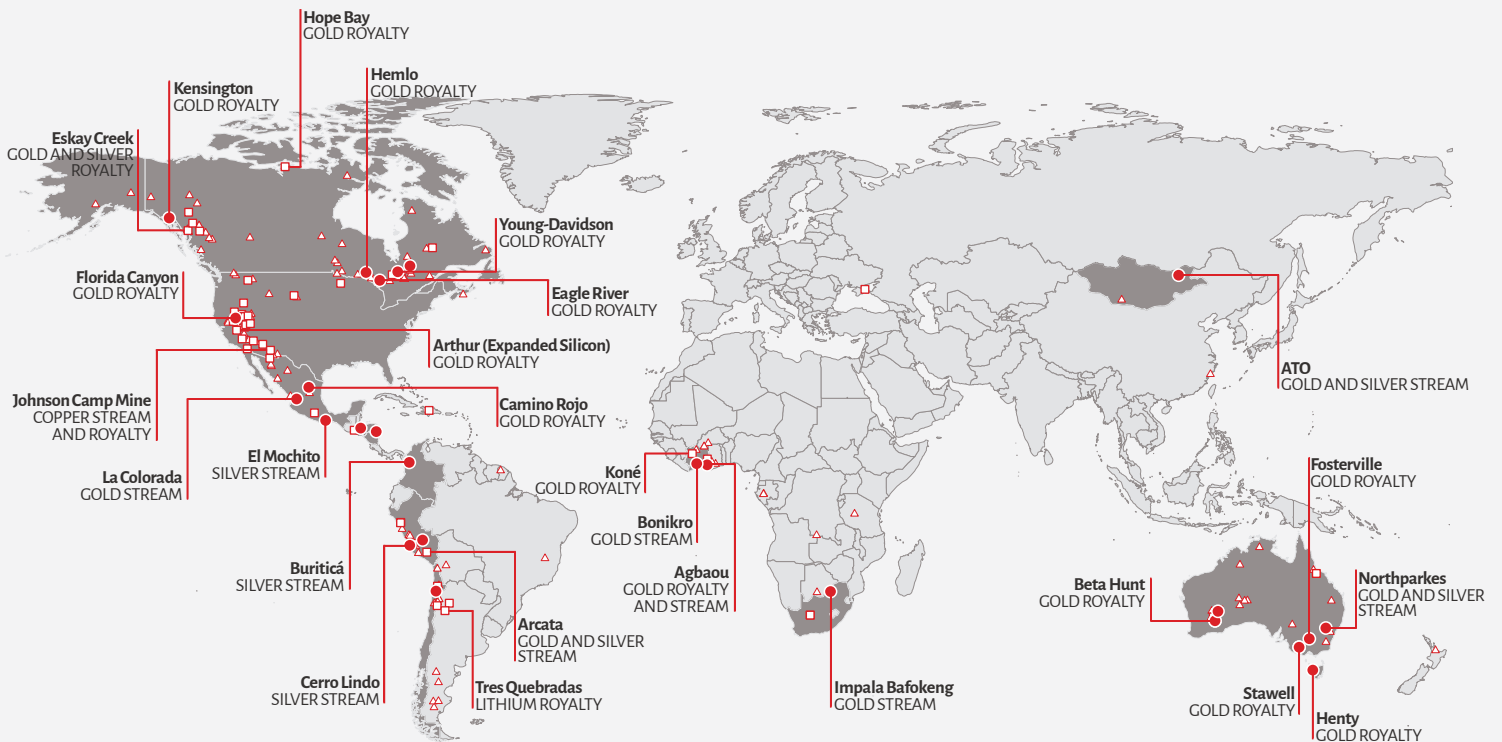 Hope Bay
GOLD ROYALTY
Hemlo
GOLD ROYALTY
Kensington
GOLD ROYALTY
Eskay Creek
GOLD AND SILVER
ROYALTY
Young-Davidson
GOLD ROYALTY
Florida Canyon
GOLD ROYALTY
Eagle River
GOLD ROYALTY
Arthur (Expanded Silicon)
GOLD ROYALTY
ATO
GOLD AND SILVER STREAM
Johnson Camp Mine
COPPER STREAM
AND ROYALTY
Camino Rojo
GOLD ROYALTY
El Mochito
SILVER STREAM
La Colorada
GOLD STREAM
Koné
GOLD ROYALTY
Fosterville
GOLD ROYALTY
Bonikro
GOLD STREAM
Buriticá
SILVER STREAM
Agbaou
GOLD ROYALTY
AND STREAM
Beta Hunt
GOLD ROYALTY
Northparkes
GOLD AND SILVER
STREAM
Arcata
GOLD AND SILVER
STREAM
Cerro Lindo
SILVER STREAM
Tres Quebradas
LITHIUM ROYALTY
Impala Bafokeng
GOLD STREAM
Stawell
GOLD ROYALTY
Henty
GOLD ROYALTY